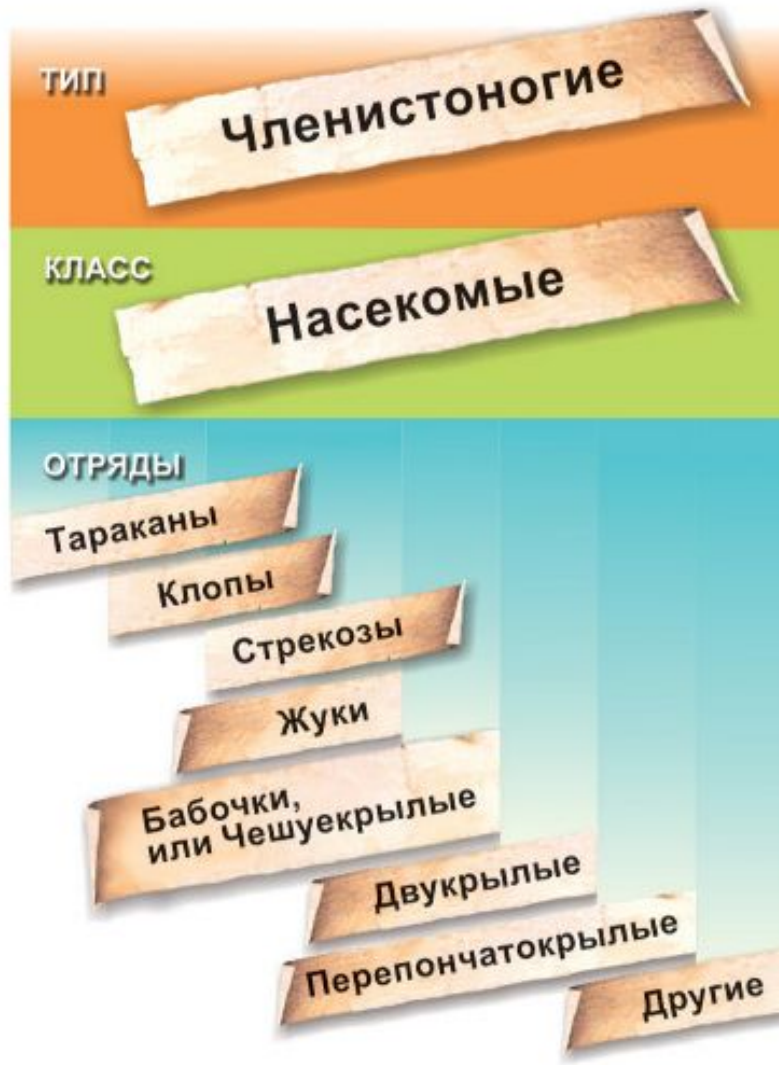 ТИП
Членистоногие
КЛАСС
Насекомые
ОТРЯДЫ
Тараканы
Клопы
Стрекозы
Жуки
Бабочки,
или Чешуекрылые
Двукрылые
Перепончатокрылые
Другие